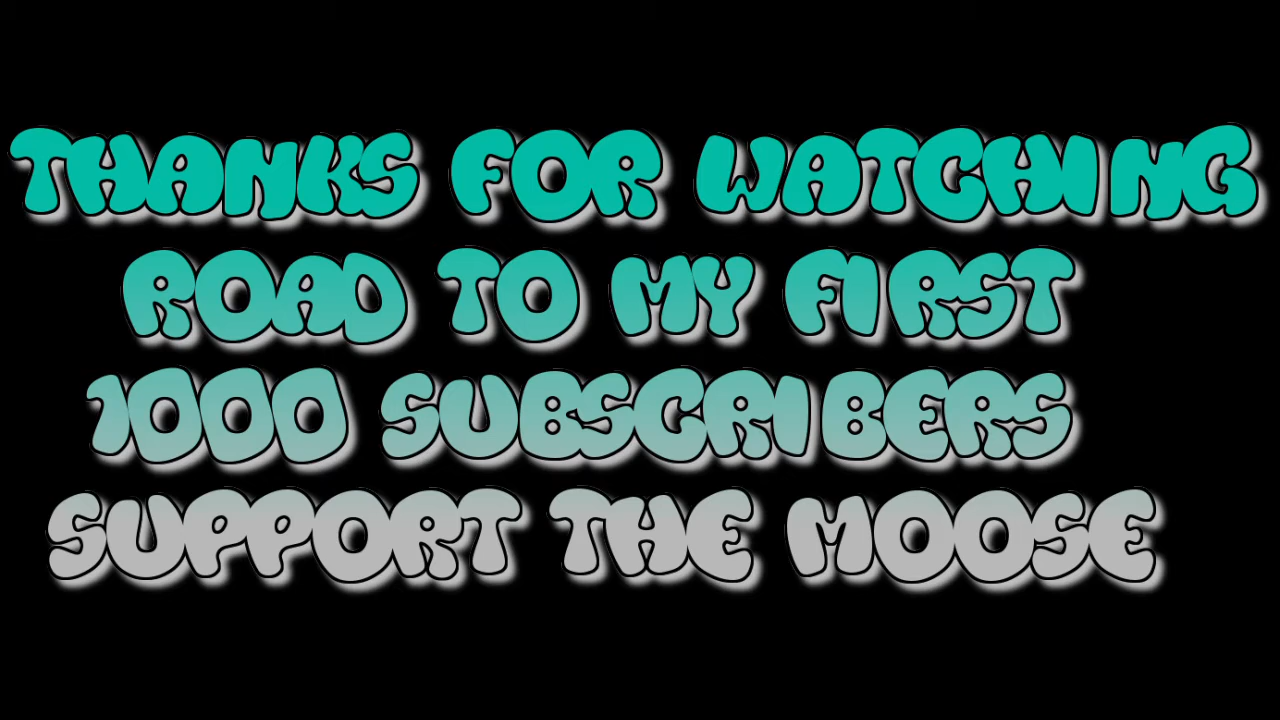 THANKS FOR WATCHING
ROAD TO MY FIRST
1000 SUBSCRIBERS
SUPPORT THE MOOSE